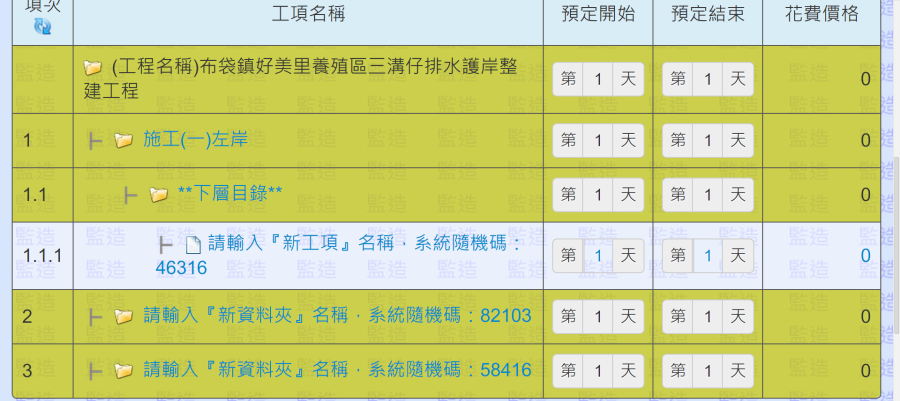 項次 工項名稱 預定開始 預定結束 花費價格
(工程名稱)布袋鎮好美里養殖區三溝仔排水護岸整 第 1 天 第 1 天 0
建工程
1 施工(一)左岸 第 1 天 第 1 天 0
1.1 **下層目錄** 第 1 天 第 1 天 0
1.1.1 請輸入『新工項』名稱，系統隨機碼： 第 1 天 第 1 天 0
46316
2 請輸入『新資料夾』名稱，系統隨機碼：82103 第 1 天 第 1 天 0
3 請輸入『新資料夾』名稱，系統隨機碼：58416 第 1 天 第 1 天 0
監造